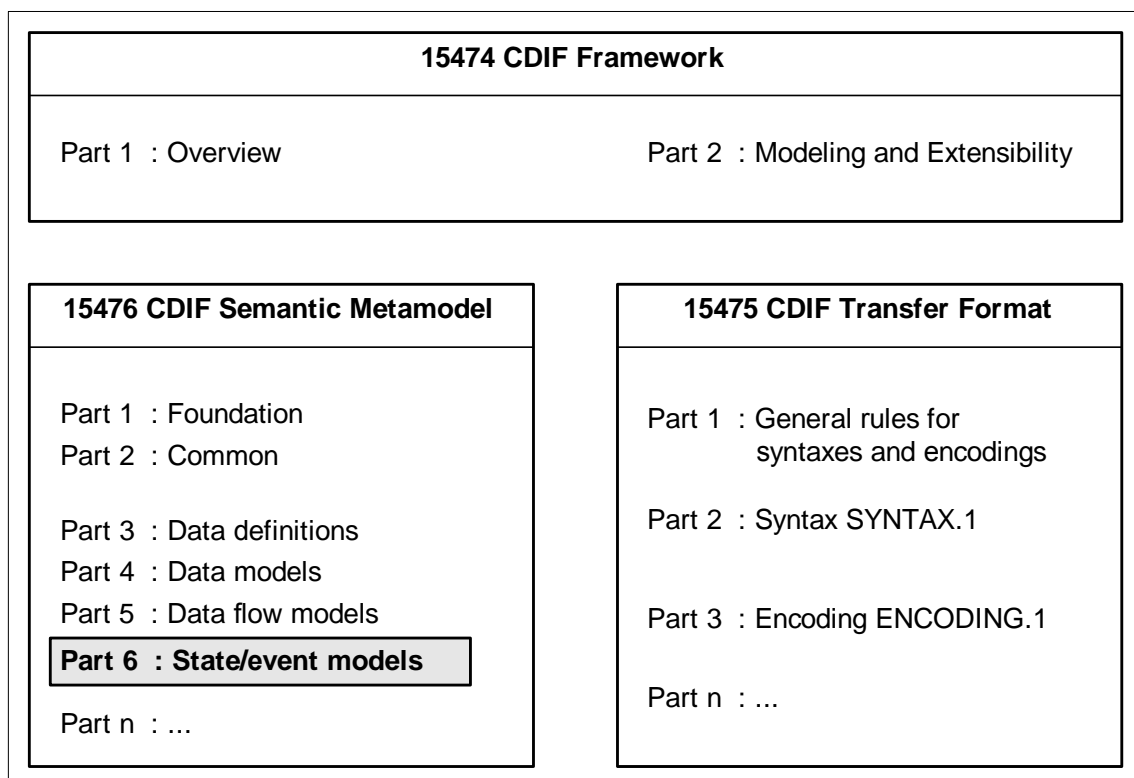 15474 CDIF Framework
Part 1 : Overview
Part 2 : Modeling and Extensibility
15476 CDIF Semantic Metamodel
Part 1 : Foundation
Part 2 : Common
Part 3 : Data definitions
Part 4 : Data models
Part 5 : Data flow models
Part 6 : State/event models
Part n : ...
15475 CDIF Transfer Format
Part 1 : General rules for
syntaxes and encodings
Part 2 : Syntax SYNTAX.1
Part 3 : Encoding ENCODING.1
Part n : ...